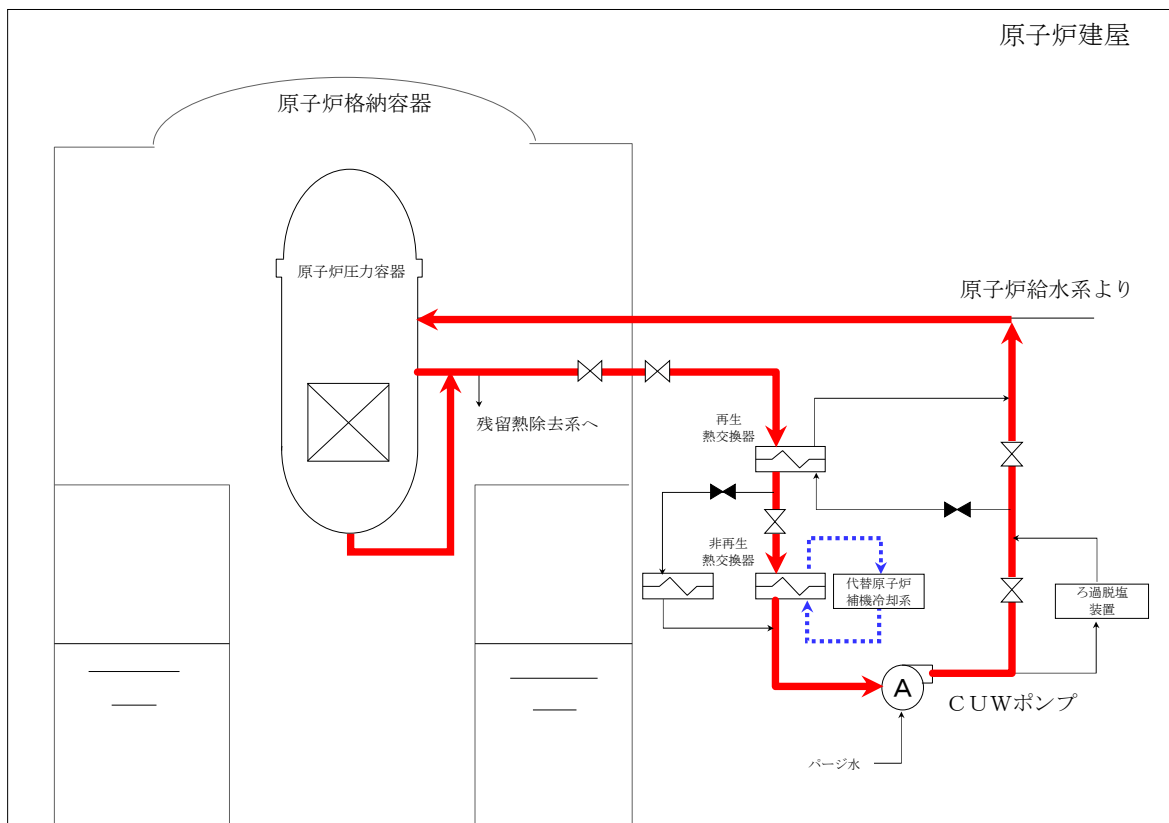 原子炉建屋
原子炉格納容器
原子炉圧力容器
原子炉給水系より
残留熱除去系へ
再生
熱交換器
非再生
熱交換器
代替原子炉
補機冷却系
ろ過脱塩
装置
A
CUWポンプ
パージ水